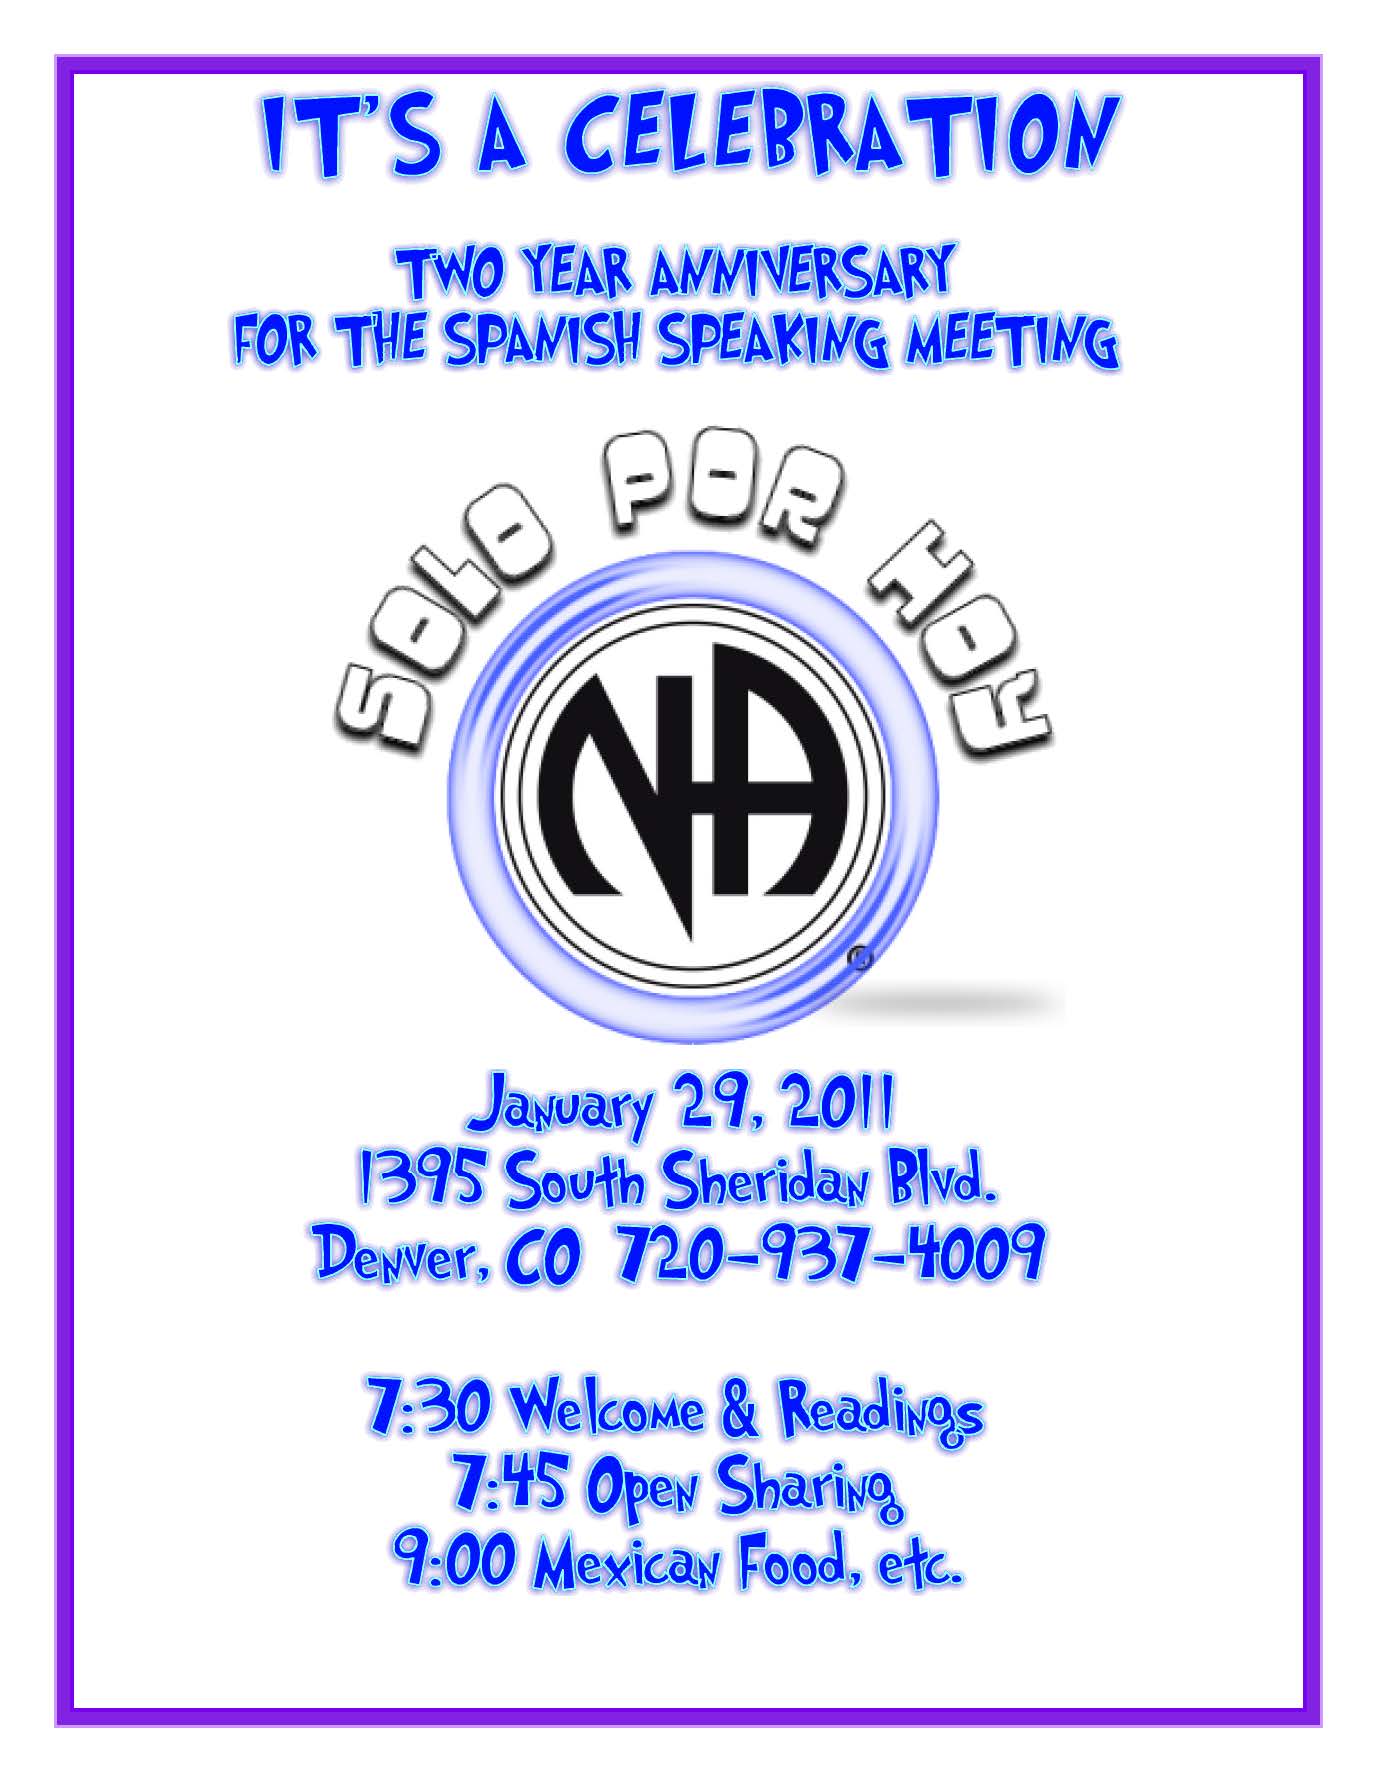 IT'S A CELEBRATION
TWO YEAR ANNIVERSARY
FOR THE SPANISH SPEAKING MEETING
SOLO POR HOY
NA
®
January 29, 2011
1395 South Sheridan Blvd.
Denver, CO 720-937-4009
7:30 Welcome & Readings
7:45 Open Sharing
9:00 Mexican Food, etc.